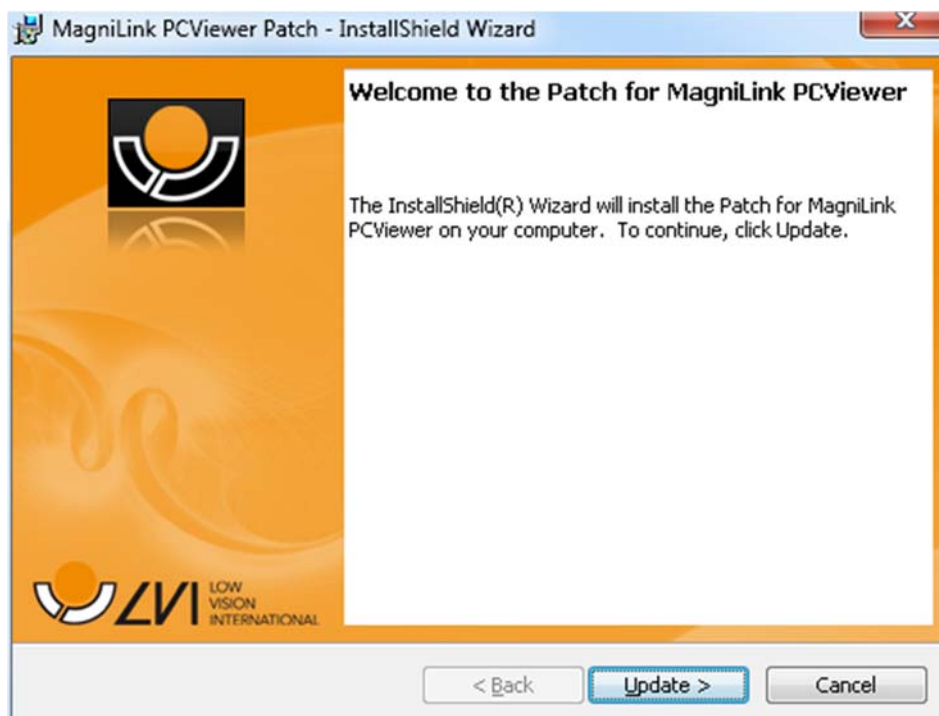 MagniLink PCViewer Patch - InstallShield Wizard
X
Welcome to the Patch for MagniLink PCViewer
The InstallShield(R) Wizard will install the Patch for MagniLink
PCViewer on your computer.  To continue, click Update.
LVI
LOW
VISION
INTERNATIONAL
< Back
Update >
Cancel